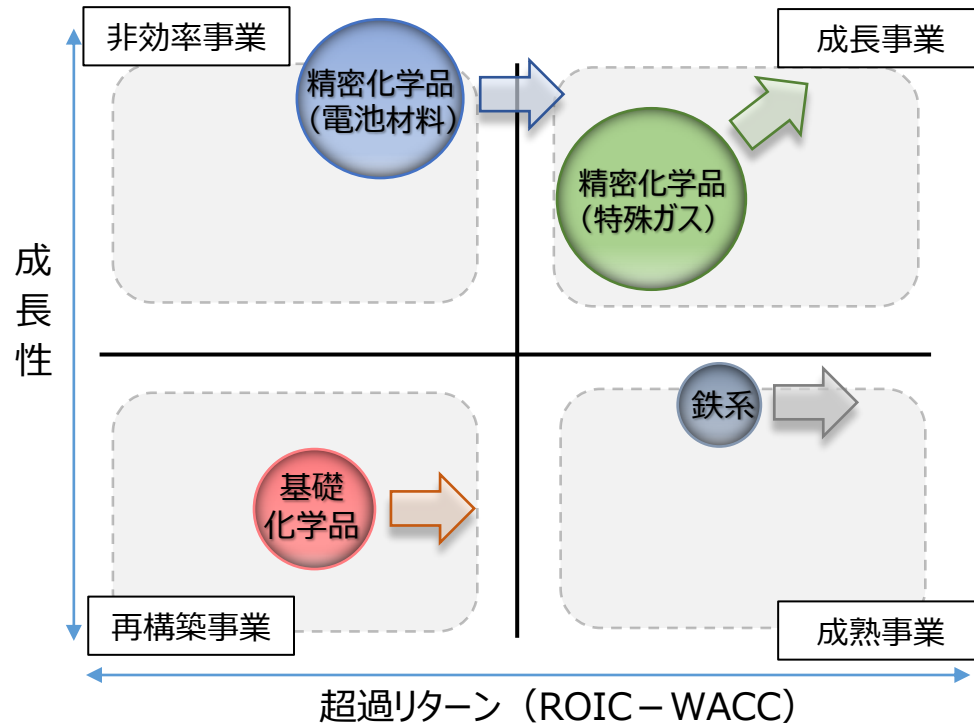 非効率事業
成長事業
精密化学品
（電池材料）
精密化学品
（特殊ガス）
成
長
性
鉄系
基礎
化学品
再構築事業
成熟事業
超過リターン（ROIC－WACC）